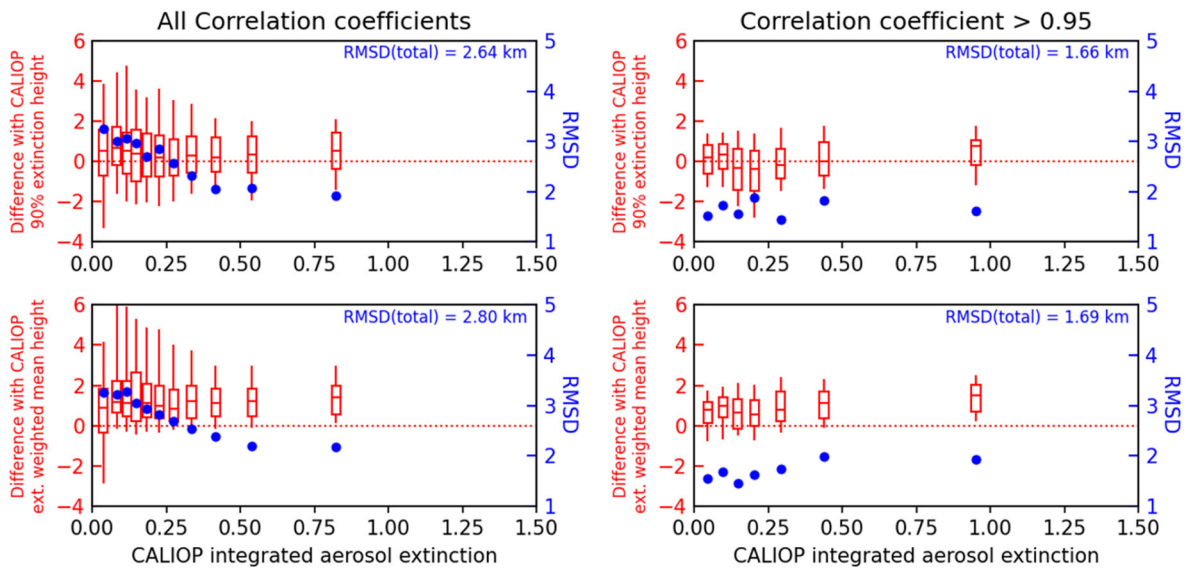 All Correlation coefficients
Correlation coefficient > 0.95
Difference with CALIOP
90% extinction height
6
4
2
0
−2
−4
RMSD(total) = 2.64 km
5
4
3
2
1
RMSD
0.00 0.25 0.50 0.75 1.00 1.25 1.50
Difference with CALIOP
90% extinction height
6
4
2
0
−2
−4
RMSD(total) = 1.66 km
5
4
3
2
1
RMSD
0.00 0.25 0.50 0.75 1.00 1.25 1.50
Difference with CALIOP
ext. weighted mean height
6
4
2
0
−2
−4
RMSD(total) = 2.80 km
5
4
3
2
1
RMSD
0.00 0.25 0.50 0.75 1.00 1.25 1.50
CALIOP integrated aerosol extinction
Difference with CALIOP
ext. weighted mean height
6
4
2
0
−2
−4
RMSD(total) = 1.69 km
5
4
3
2
1
RMSD
0.00 0.25 0.50 0.75 1.00 1.25 1.50
CALIOP integrated aerosol extinction